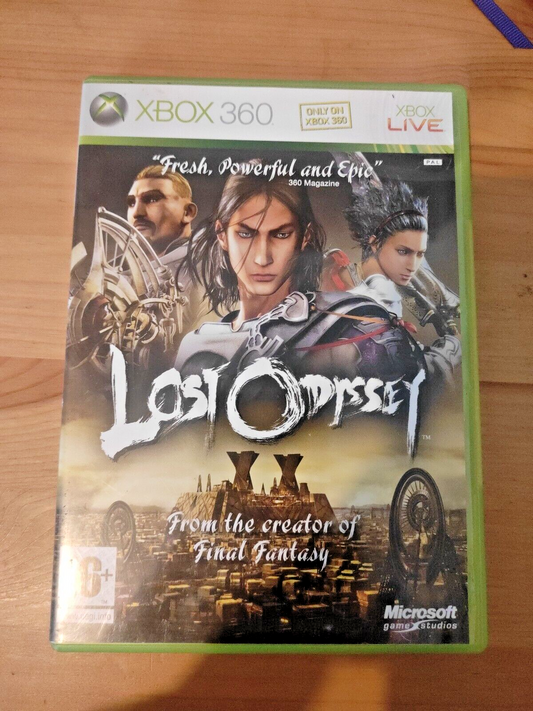 XBOX 360
ONLY ON
XBOX 360
XBOX
LIVE
PAL
"Fresh, Powerful and Epic"
360 Magazine
LOST ODYSSEY
TM
From the creator of
Final Fantasy
Microsoft
game studios